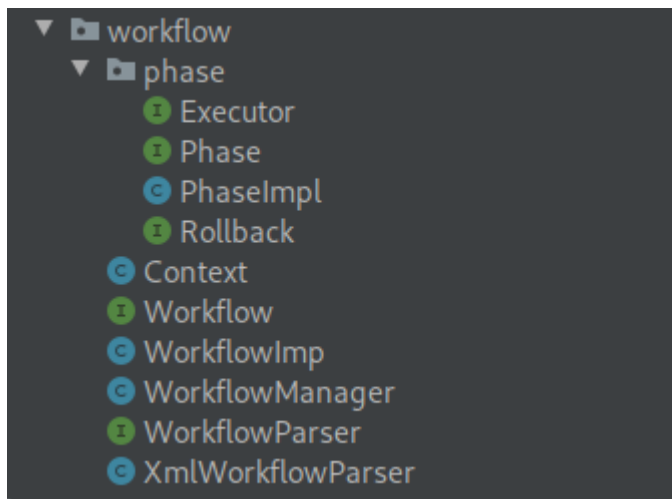 workflow
phase
I Executor
I Phase
C PhaseImpl
I Rollback
C Context
I Workflow
C WorkflowImp
C WorkflowManager
I WorkflowParser
C XmlWorkflowParser